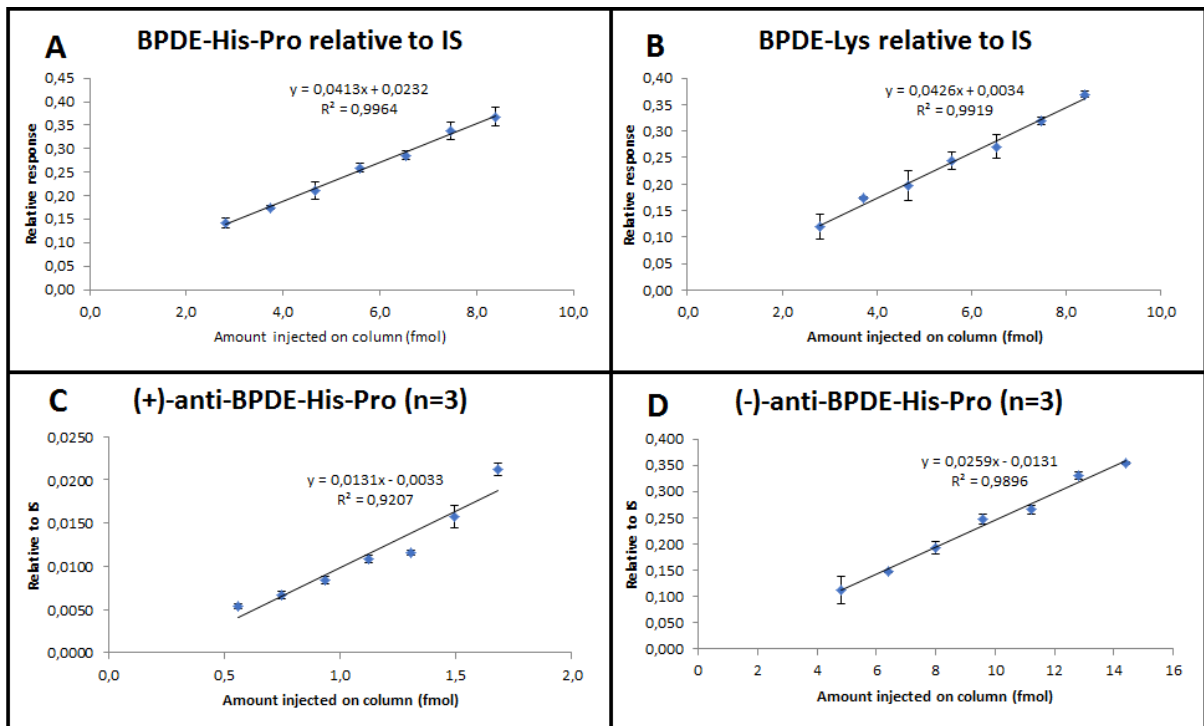 A
BPDE-His-Pro relative to IS
y = 0,0413x + 0,0232
R² = 0,9964
Relative response
0,45
0,40
0,35
0,30
0,25
0,20
0,15
0,10
0,05
0,00
0,0 2,0 4,0 6,0 8,0 10,0
Amount injected on column (fmol)
B
BPDE-Lys relative to IS
y = 0,0426x + 0,0034
R² = 0,9919
Relative response
0,40
0,35
0,30
0,25
0,20
0,15
0,10
0,05
0,00
0,0 2,0 4,0 6,0 8,0 10,0
Amount injected on column (fmol)
C
(+)-anti-BPDE-His-Pro (n=3)
y = 0,0131x - 0,0033
R² = 0,9207
Relative to IS
0,0250
0,0200
0,0150
0,0100
0,0050
0,0000
0,0 0,5 1,0 1,5 2,0
Amount injected on column (fmol)
D
(-)-anti-BPDE-His-Pro (n=3)
y = 0,0259x - 0,0131
R² = 0,9896
Relative to IS
0,400
0,350
0,300
0,250
0,200
0,150
0,100
0,050
0,000
0 2 4 6 8 10 12 14 16
Amount injected on column (fmol)